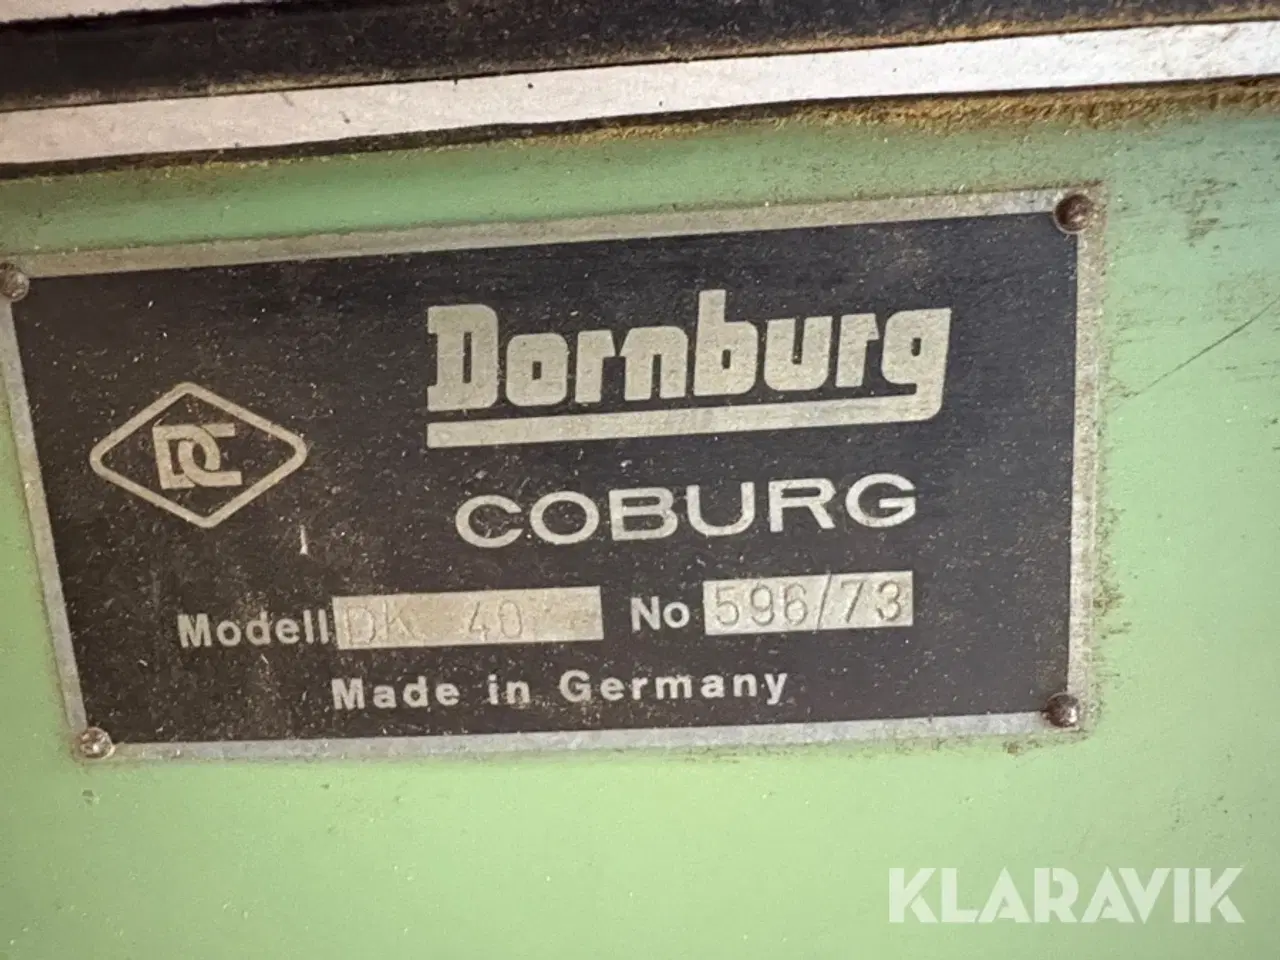 Dornburg
DC
COBURG
Modell DK 40 No 596/73
Made in Germany
KLARAVIK